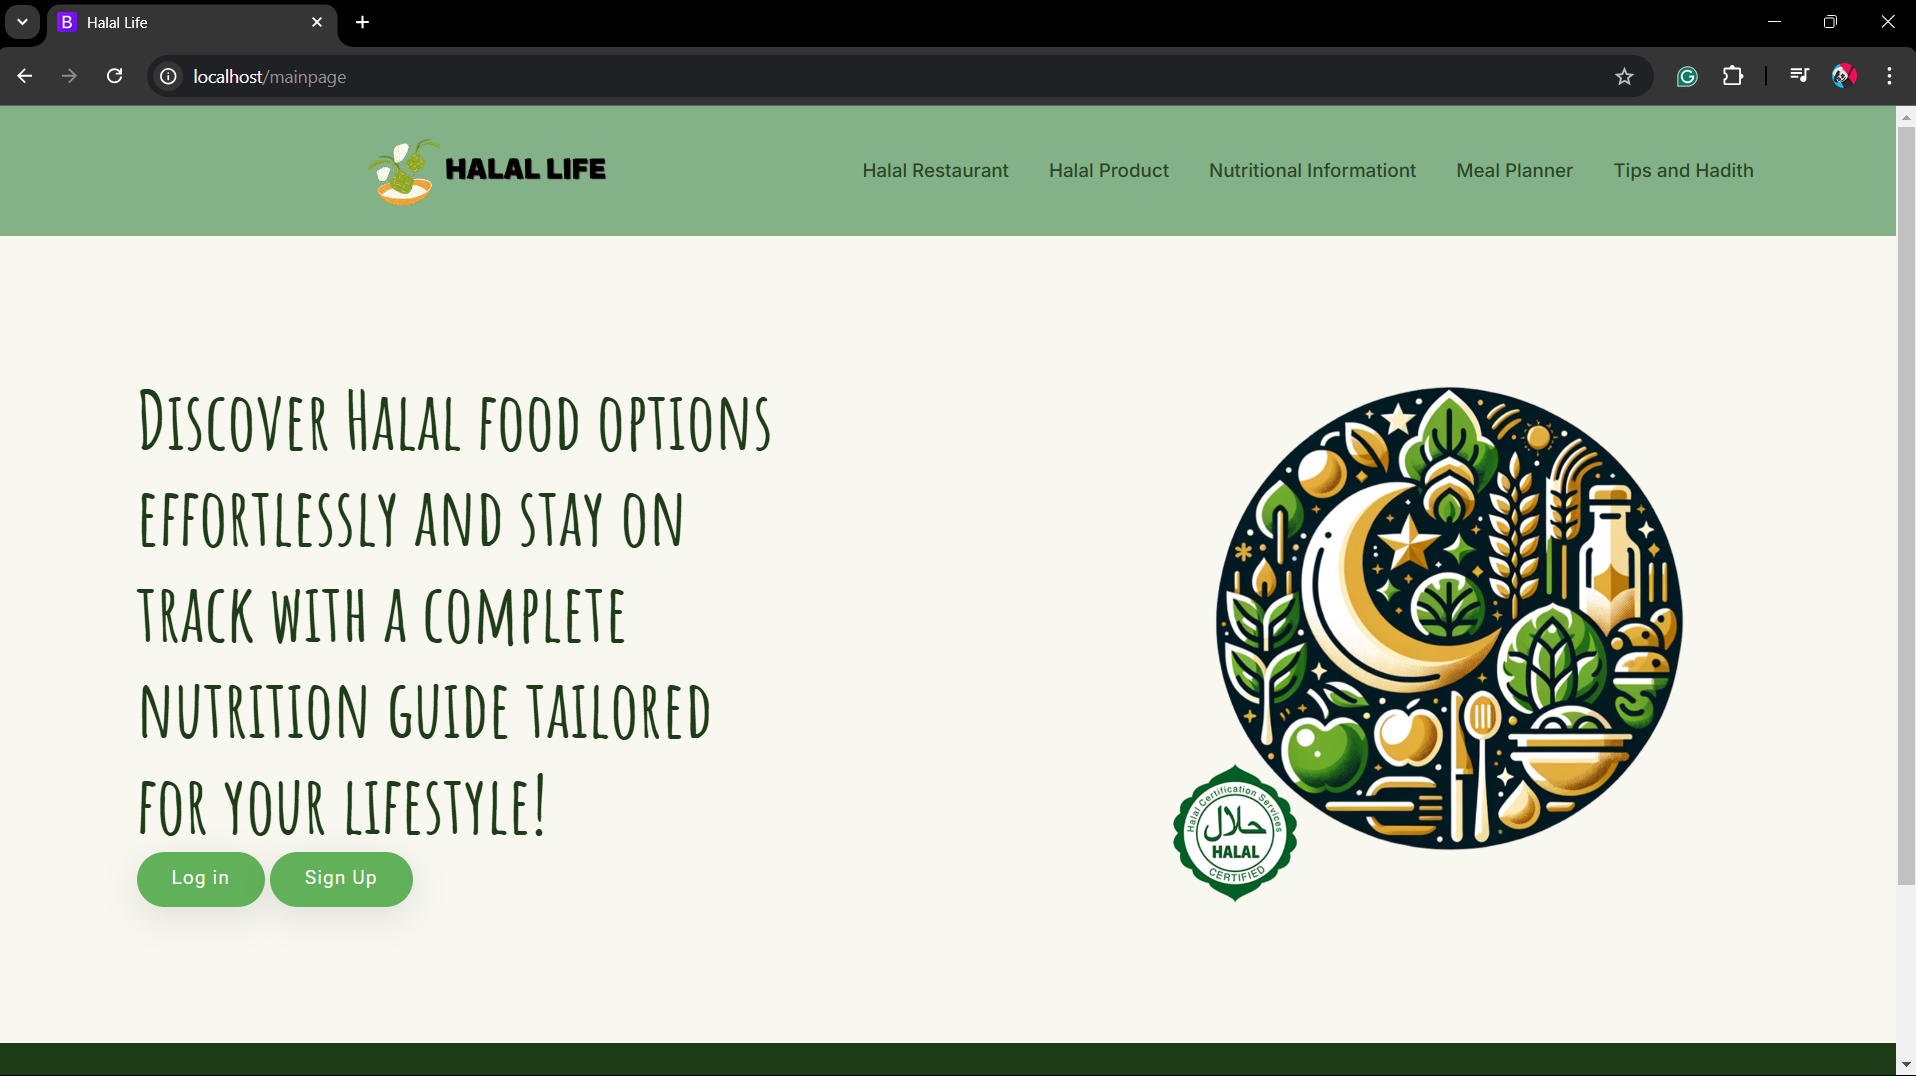 Halal Life
localhost/mainpage
HALAL LIFE
Halal Restaurant
Halal Product
Nutritional Informationt
Meal Planner
Tips and Hadith
Discover Halal food options
effortlessly and stay on
track with a complete
nutrition guide tailored
for your lifestyle!
Log in
Sign Up
Halal Certification Services
حلال
HALAL
CERTIFIED